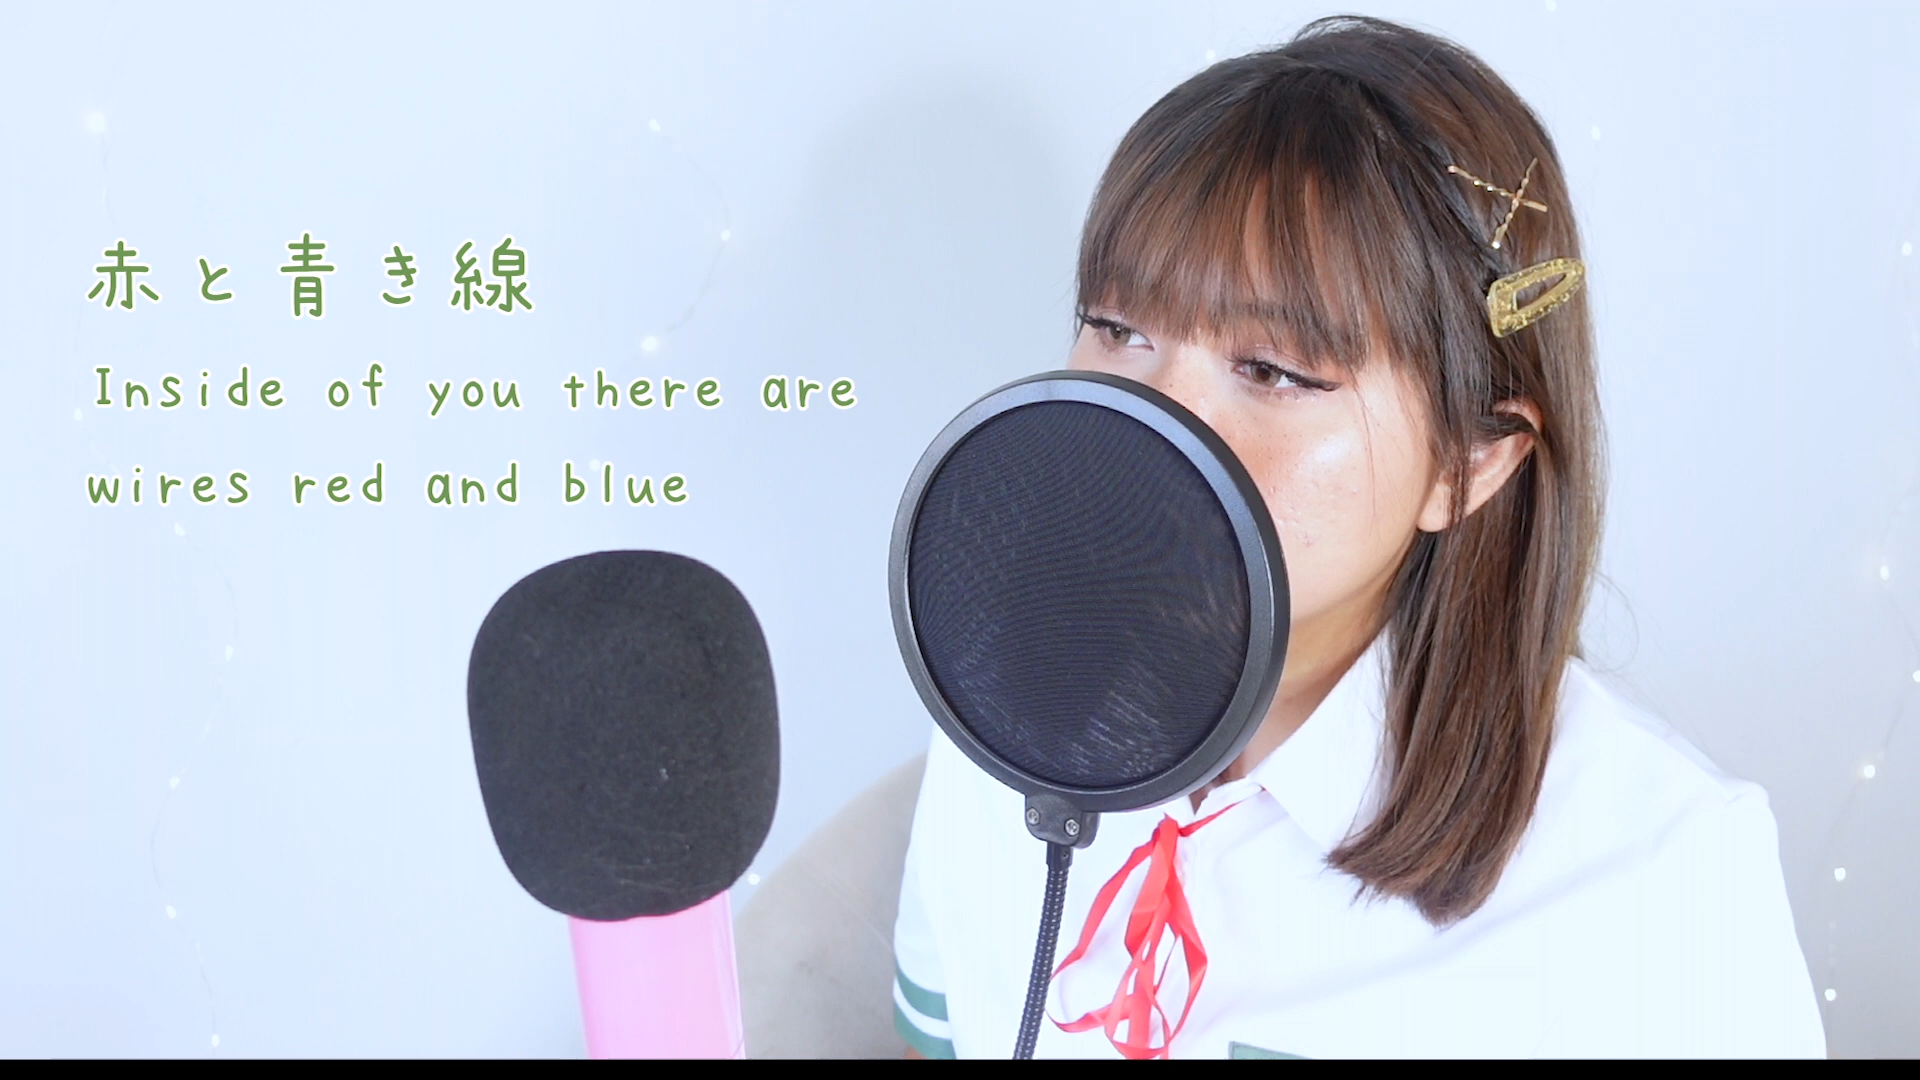 赤と青き線
Inside of you there are
wires red and blue